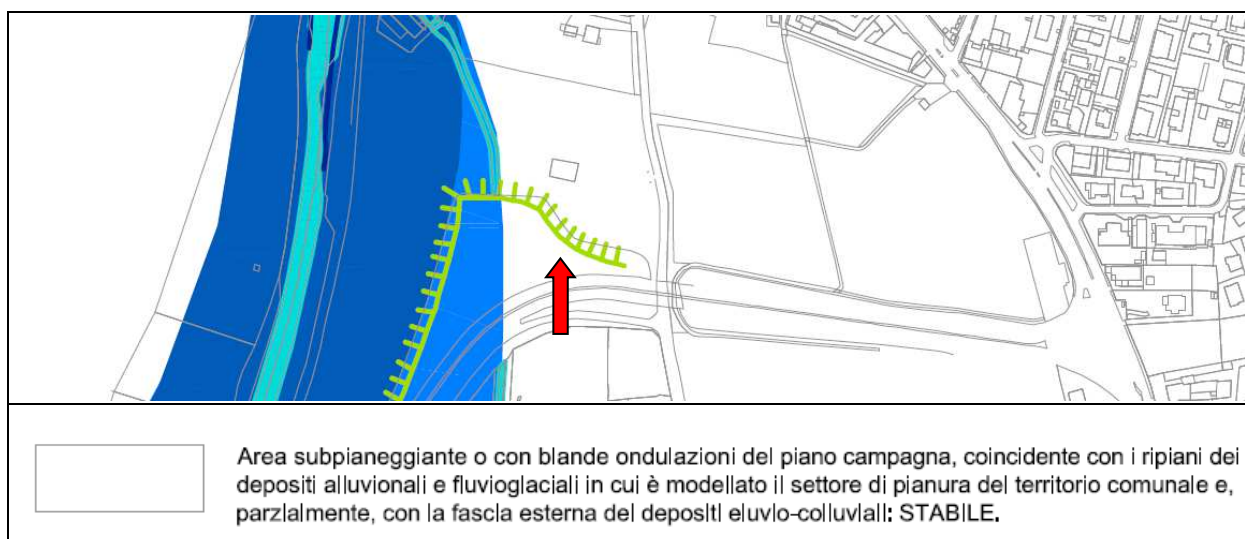 Area subpianeggiante o con blande ondulazioni del piano campagna, coincidente con i ripiani dei
depositi alluvionali e fluvioglaciali in cui è modellato il settore di pianura del territorio comunale e,
parzialmente, con la fascia esterna dei depositi eluvio-colluviali: STABILE.